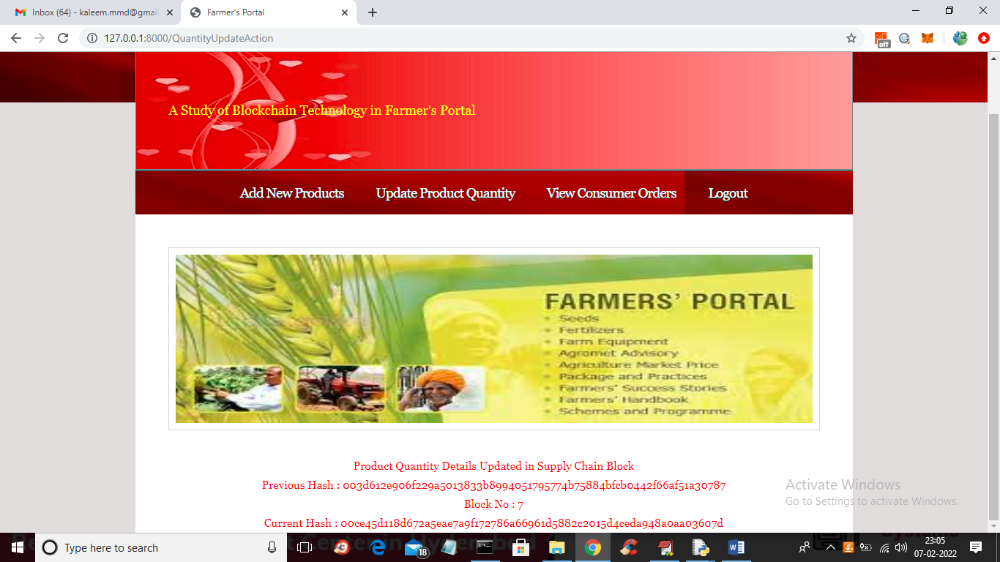 Inbox (64) - kaleem.mmd@gmai
Farmer's Portal
127.0.0.1:8000/QuantityUpdateAction
off
A Study of Blockchain Technology in Farmer's Portal
Add New Products
Update Product Quantity
View Consumer Orders
Logout
FARMERS' PORTAL
Seeds
Fertilizers
Farm Equipment
Agromet Advisory
Agriculture Market Price
Package and Practices
Farmers' Success Stories
Farmers' Handbook
Schemes and Programme
Product Quantity Details Updated in Supply Chain Block
Previous Hash : 003d612e906f229a5013833b8994051795774b75884bfcb0442f66af51a30787
Block No : 7
Current Hash : 00ce45d118d672a5eae7a9f172786a66961d5882c2015d4ceda948a0aa03607d
Activate Windows
Go to Settings to activate Windows.
Type here to search
18
23:05
07-02-2022